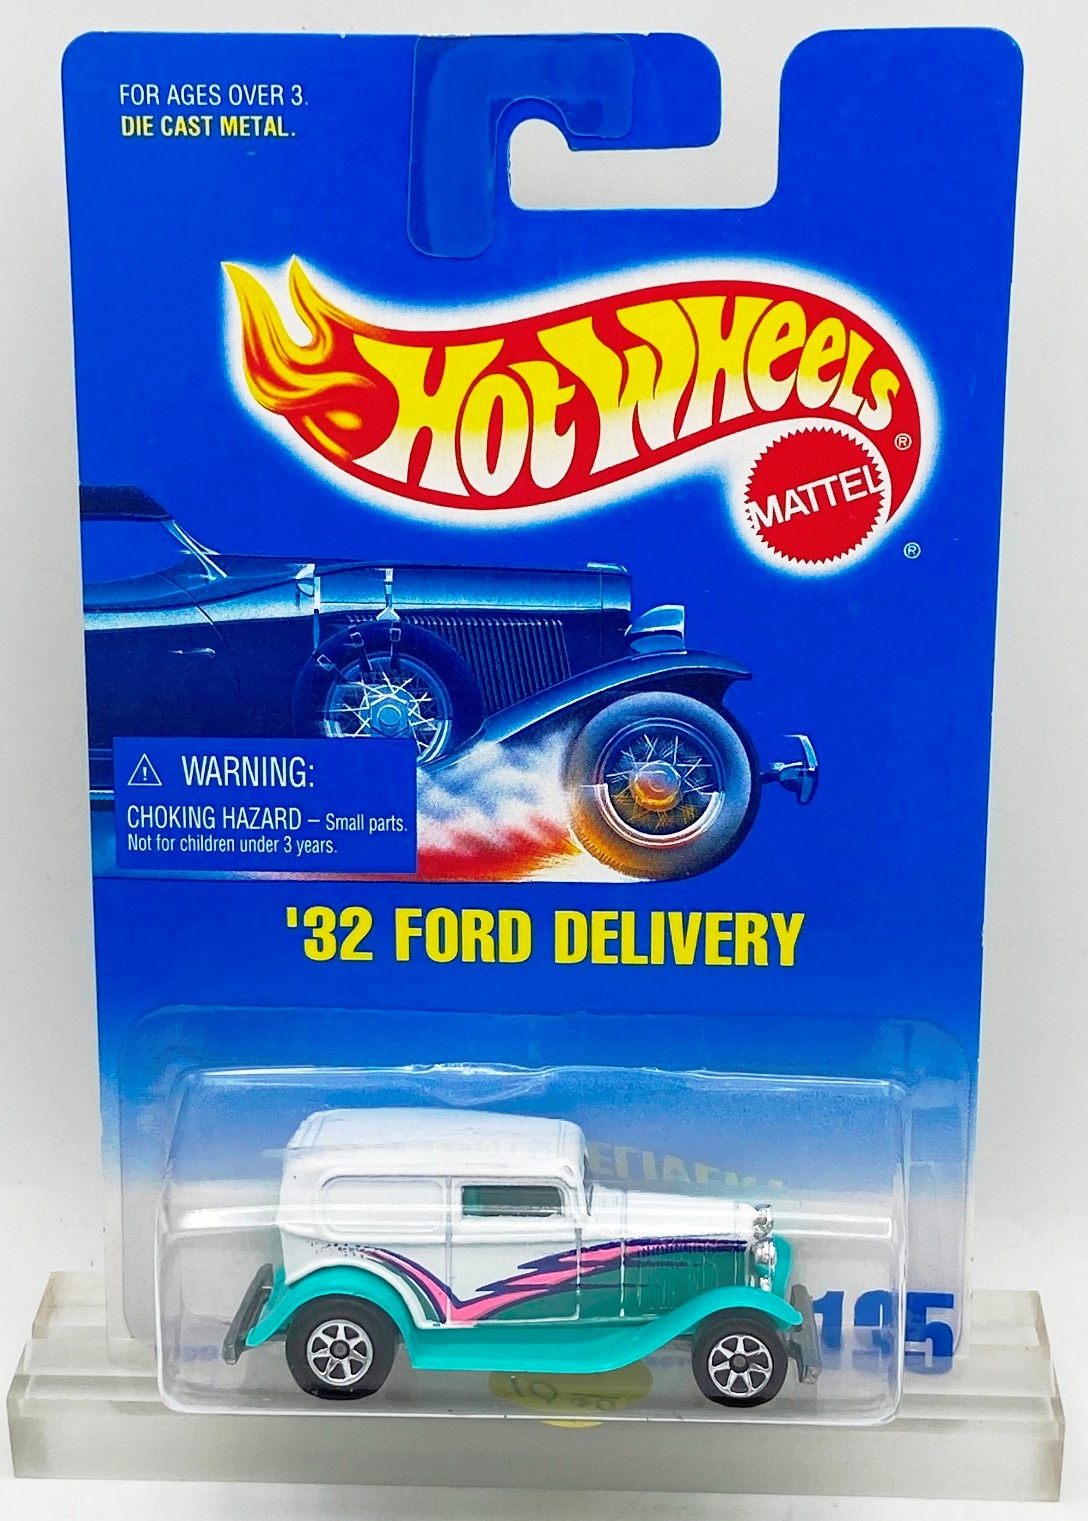 FOR AGES OVER 3.
DIE CAST METAL.
HOT WHEELS ®
MATTEL
®
⚠ WARNING:
CHOKING HAZARD – Small parts.
Not for children under 3 years.
'32 FORD DELIVERY
135